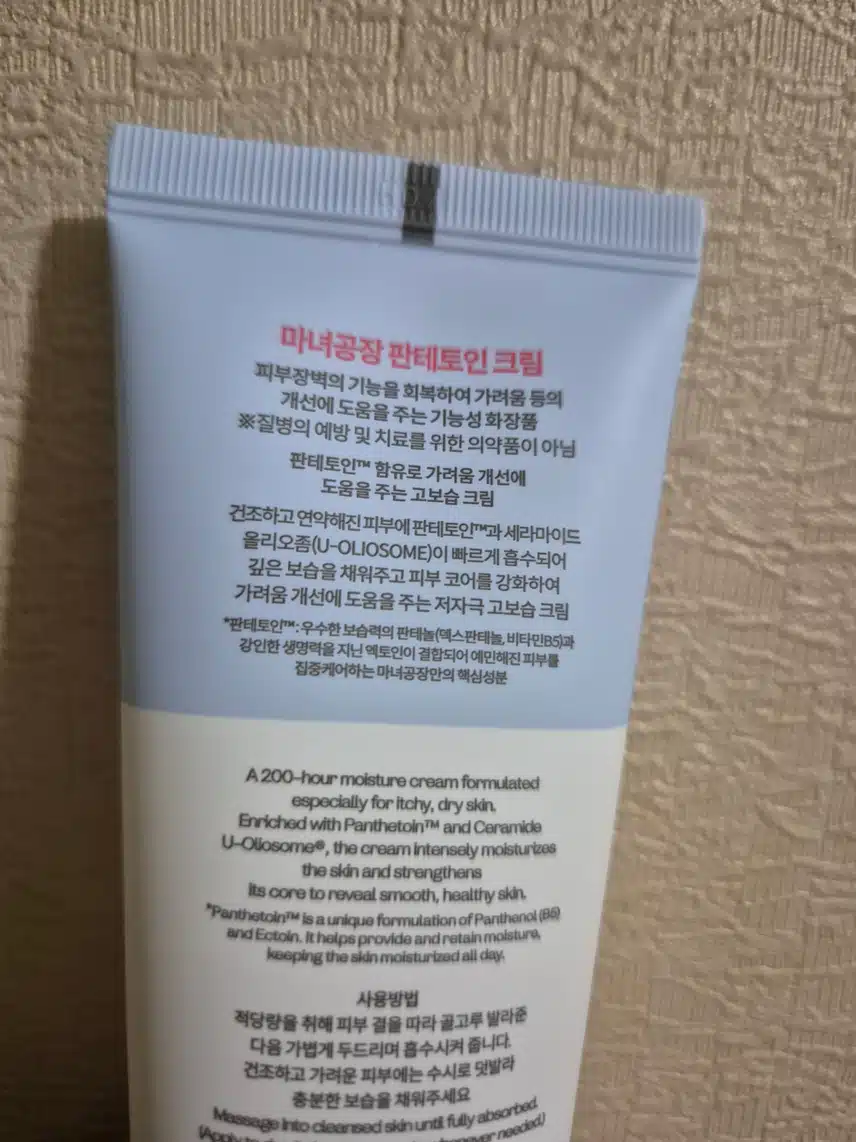 마녀공장 판테토인 크림
피부장벽의 기능을 회복하여 가려움 등의
개선에 도움을 주는 기능성 화장품
※질병의 예방 및 치료를 위한 의약품이 아님
판테토인™ 함유로 가려움 개선에
도움을 주는 고보습 크림
건조하고 연약해진 피부에 판테토인™과 세라마이드
올리오좀(U-OLIOSOME)이 빠르게 흡수되어
깊은 보습을 채워주고 피부 코어를 강화하여
가려움 개선에 도움을 주는 저자극 고보습 크림
*판테토인™: 우수한 보습력의 판테놀(덱스판테놀, 비타민B5)과
강인한 생명력을 지닌 엑토인이 결합되어 예민해진 피부를
집중케어하는 마녀공장만의 핵심성분
A 200-hour moisture cream formulated
especially for itchy, dry skin.
Enriched with Panthetoin™ and Ceramide
U-Oliosome®, the cream intensely moisturizes
the skin and strengthens
its core to reveal smooth, healthy skin.
*Panthetoin™ is a unique formulation of Panthenol (B5)
and Ectoin. It helps provide and retain moisture,
keeping the skin moisturized all day.
사용방법
적당량을 취해 피부 결을 따라 골고루 발라준
다음 가볍게 두드리며 흡수시켜 줍니다.
건조하고 가려운 피부에는 수시로 덧발라
충분한 보습을 채워주세요
Massage into cleansed skin until fully absorbed.
(Apply to whenever needed.)